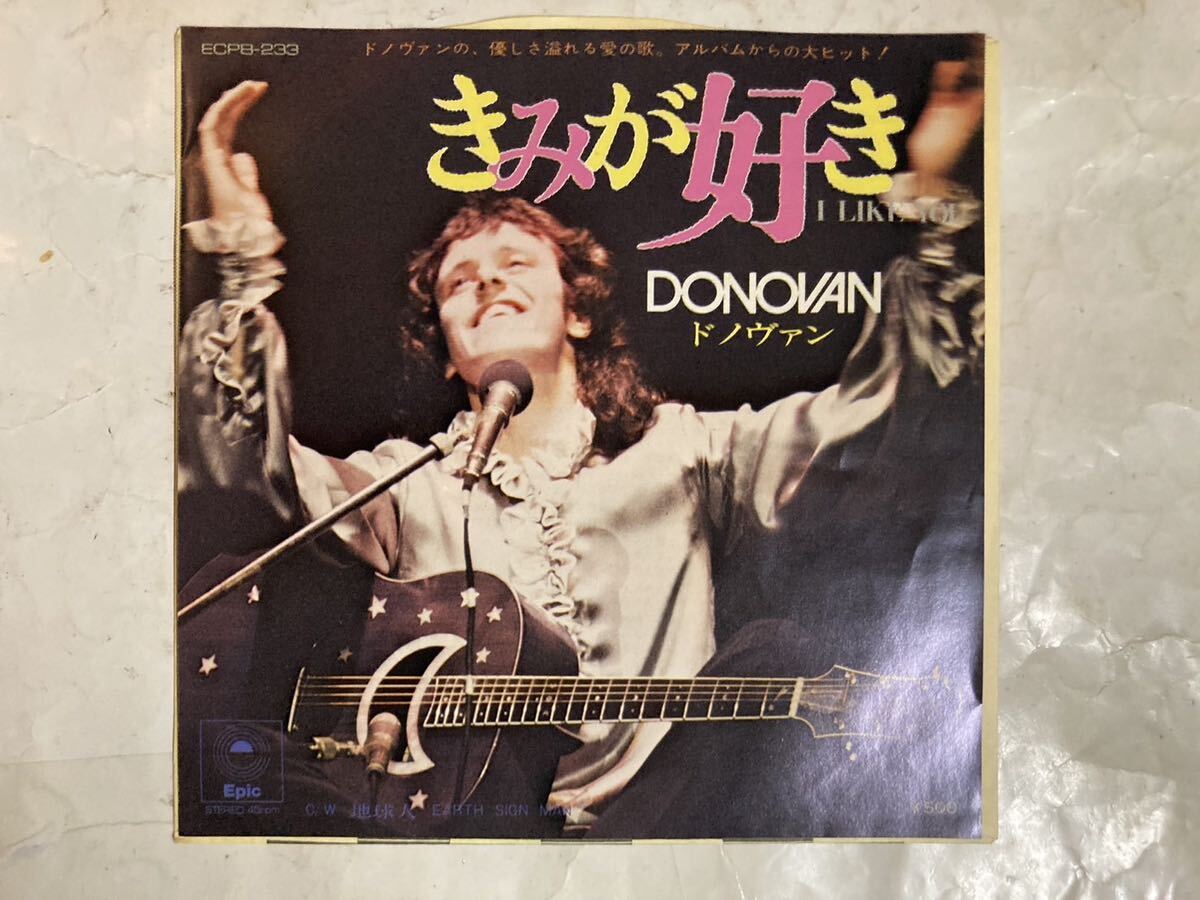 ECPB-233
ドノヴァンの、優しさ溢れる愛の歌。アルバムからの大ヒット!
きみが好き
I LIKE YOU
DONOVAN
ドノヴァン
Epic
STEREO 45rpm
C/W 地球人 EARTH SIGN MAN
¥500